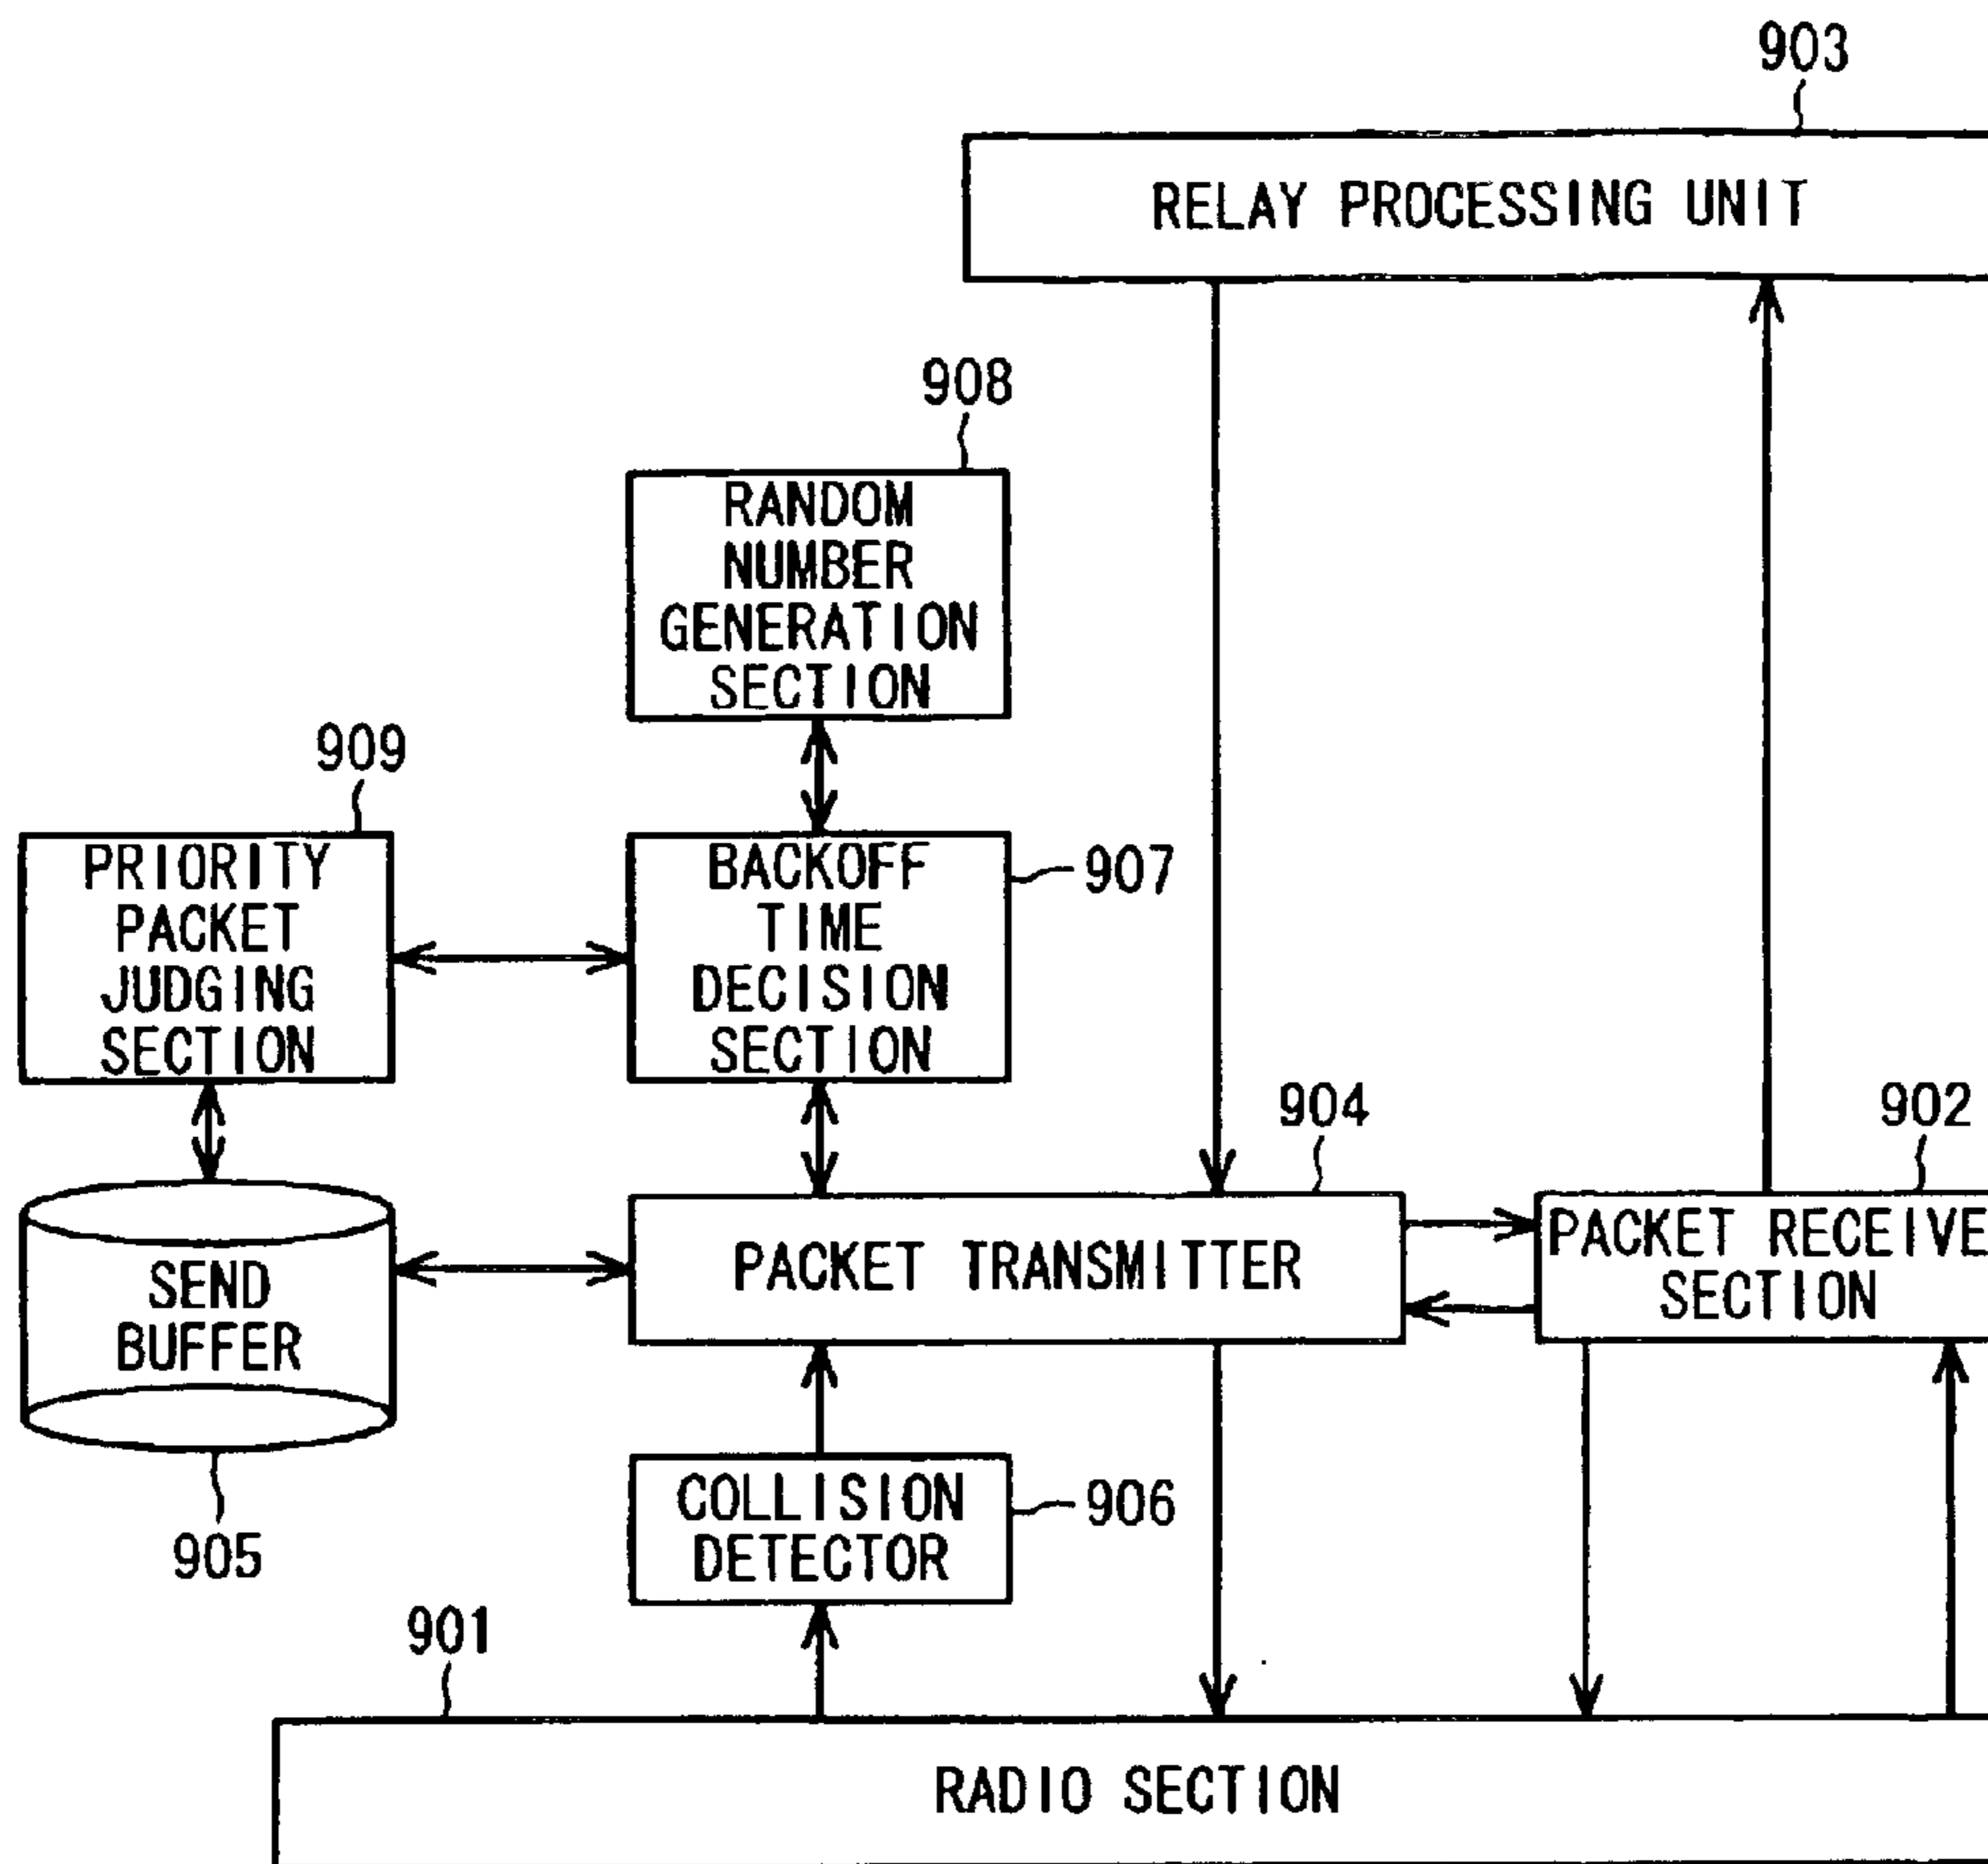 903
RELAY PROCESSING UNIT
908
RANDOM
NUMBER
GENERATION
SECTION
909
PRIORITY
PACKET
JUDGING
SECTION
BACKOFF
TIME
DECISION
SECTION
907
904
902
SEND
BUFFER
PACKET TRANSMITTER
PACKET RECEIVE
SECTION
905
COLLISION
DETECTOR
906
901
RADIO SECTION